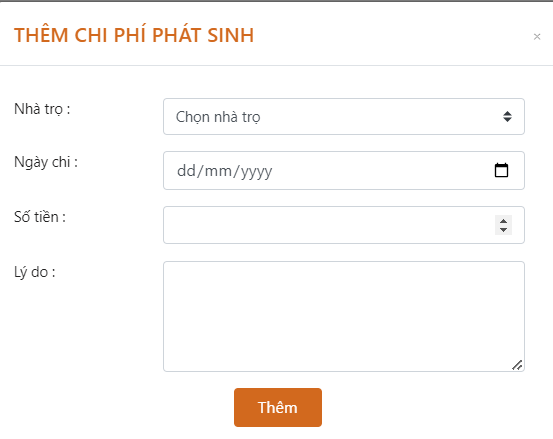 THÊM CHI PHÍ PHÁT SINH
×
Nhà trọ :
Chọn nhà trọ
Ngày chi :
dd/mm/yyyy
Số tiền :
Lý do :
Thêm